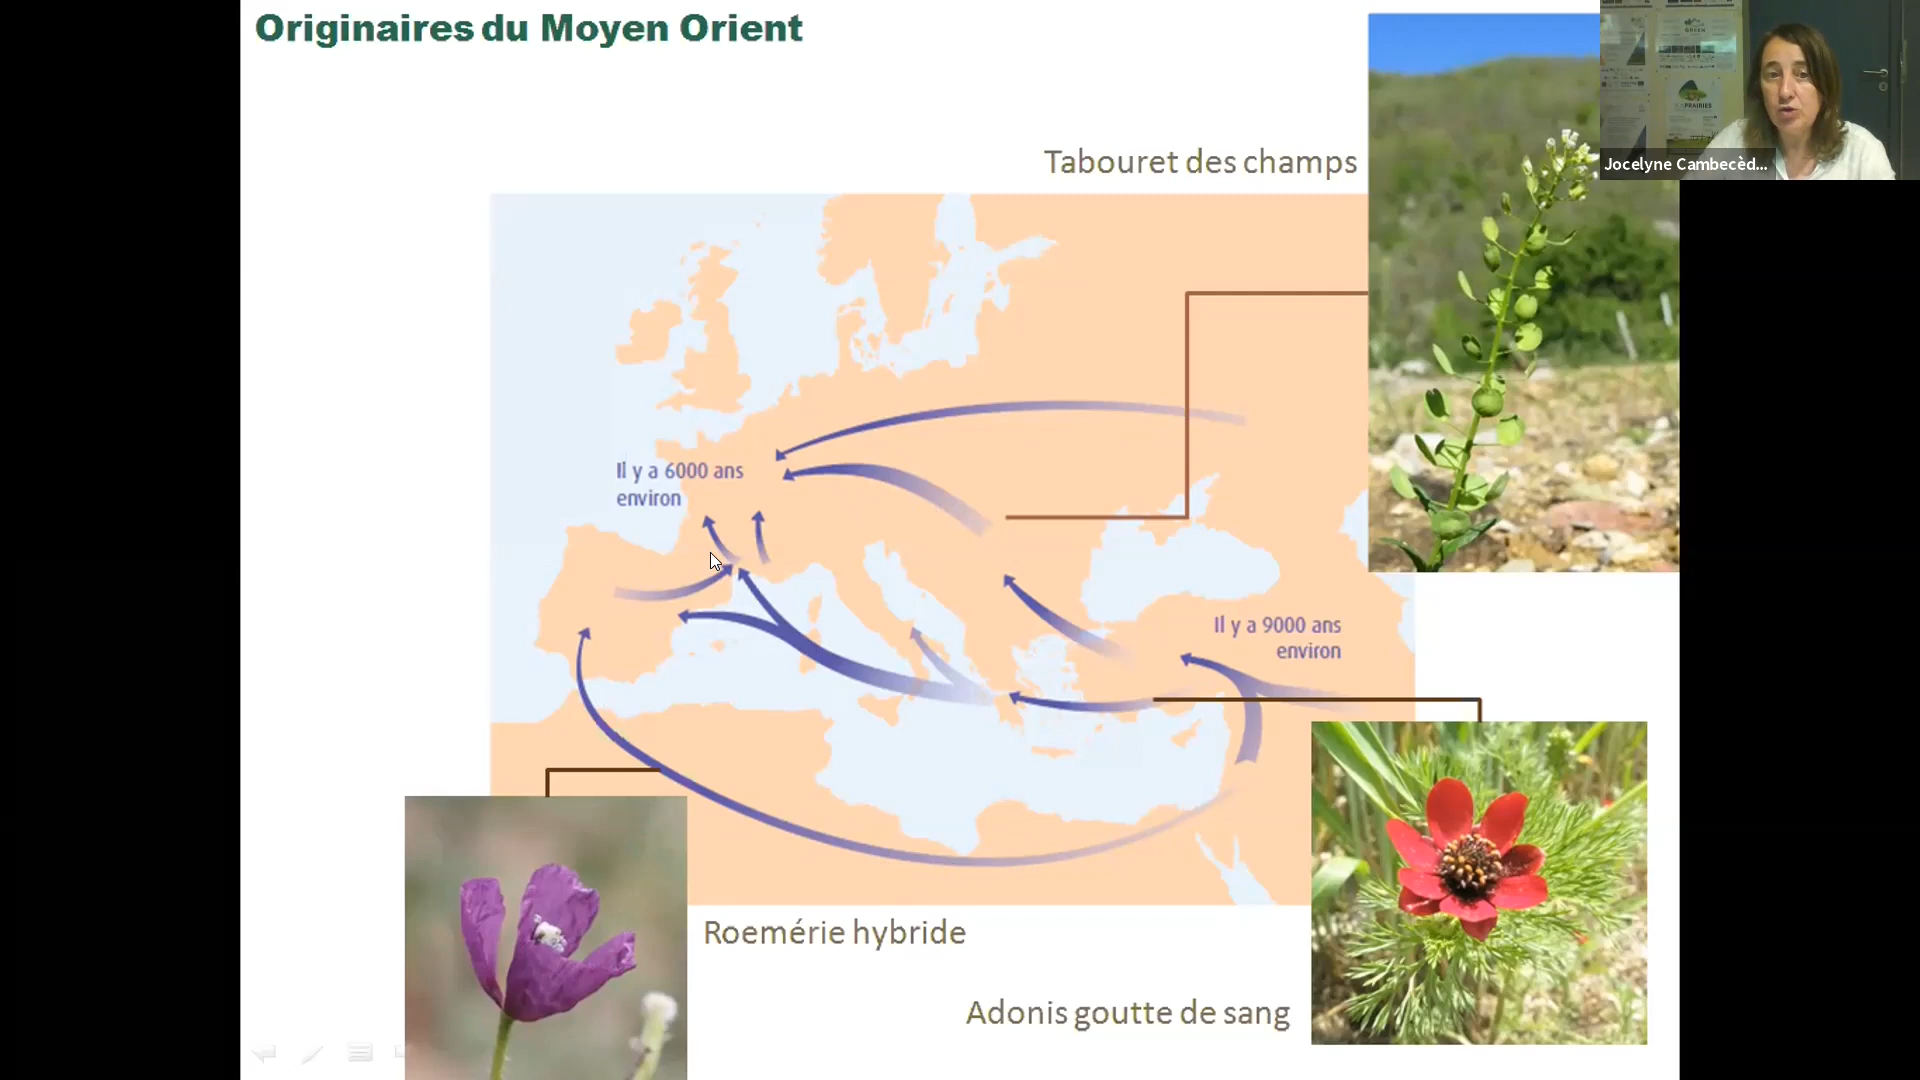 Originaires du Moyen Orient
Jocelyne Cambecèd...
Tabouret des champs
Il y a 6000 ans
environ
Il y a 9000 ans
environ
Roemérie hybride
Adonis goutte de sang